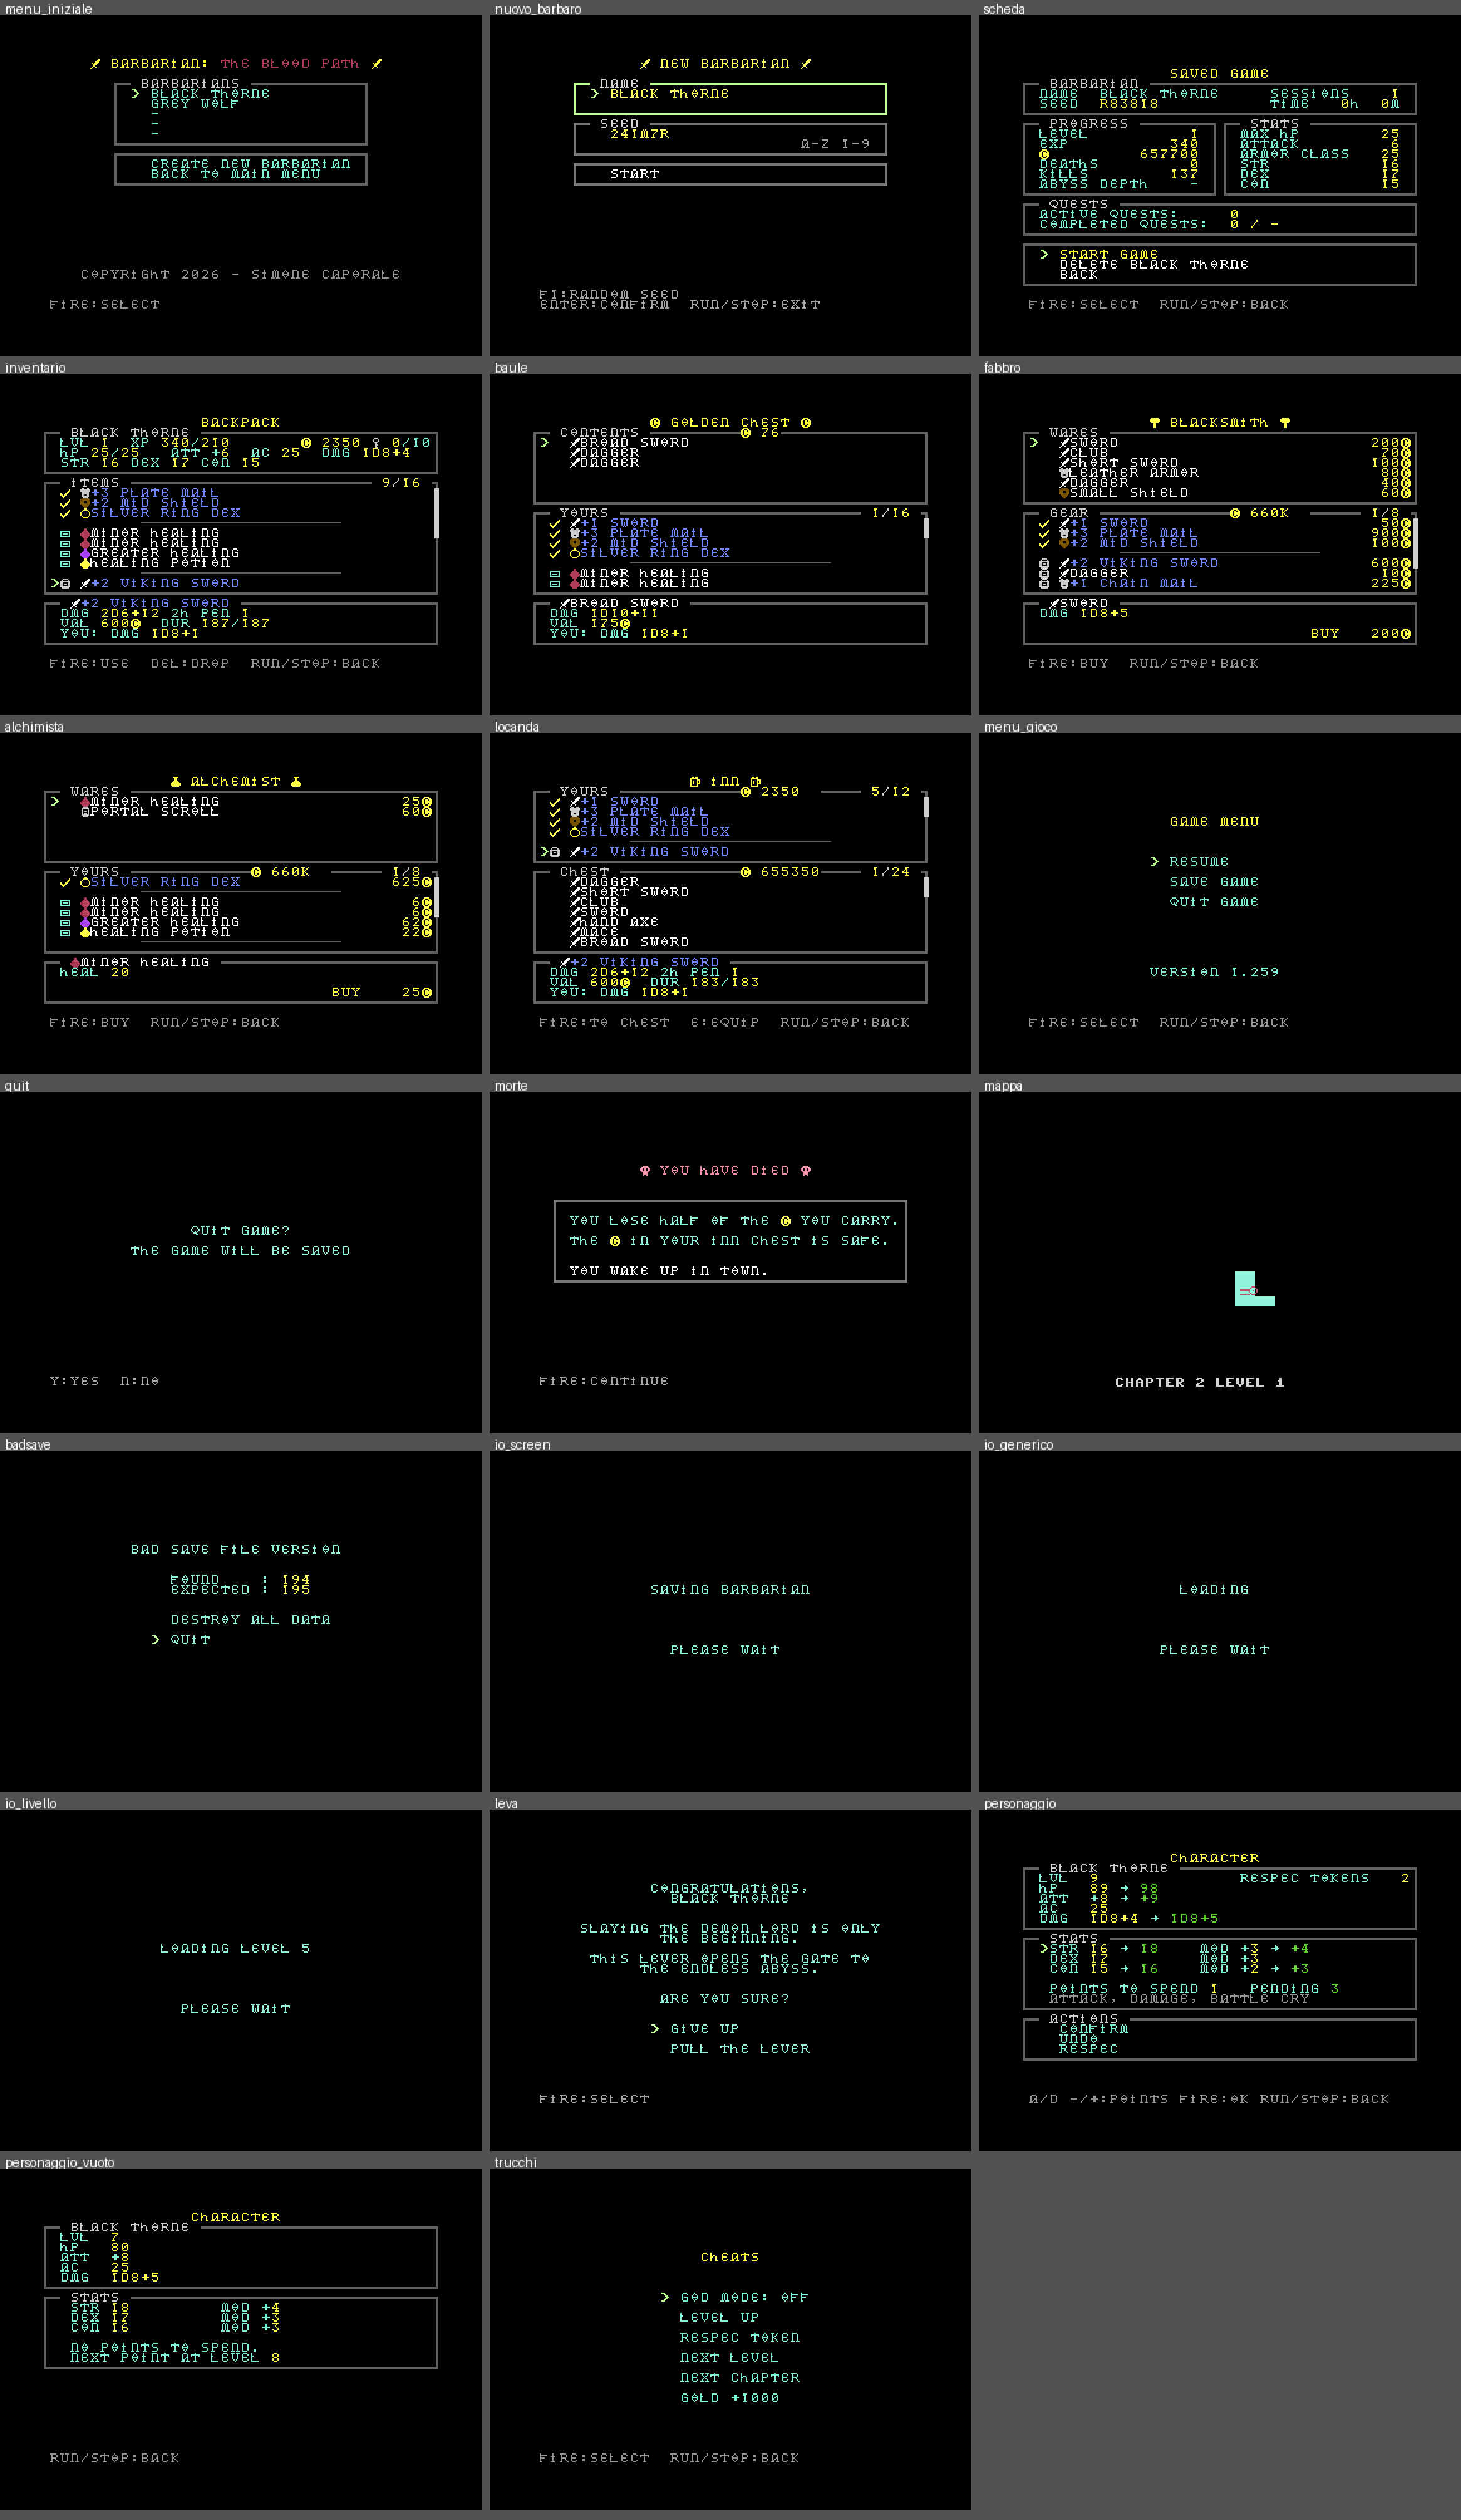 menu_iniziale
BARBARIAN: THE BLOOD PATH
BARBARIANS
> BLACK THORNE
GREY WOLF
-
-
-
CREATE NEW BARBARIAN
BACK TO MAIN MENU
COPYRIGHT 2026 - SIMONE CAPORALE
FIRE:SELECT
nuovo_barbaro
NEW BARBARIAN
NAME
> BLACK THORNE
SEED
241M7R
A-Z 1-9
START
F1:RANDOM SEED
ENTER:CONFIRM RUN/STOP:EXIT
scheda
SAVED GAME
BARBARIAN
NAME BLACK THORNE SESSIONS 1
SEED R83818 TIME 0H 0M
PROGRESS
LEVEL 1
EXP 340
C 657700
DEATHS 0
KILLS 137
ABYSS DEPTH -
STATS
MAX HP 25
ATTACK 6
ARMOR CLASS 25
STR 16
DEX 17
CON 15
QUESTS
ACTIVE QUESTS: 0
COMPLETED QUESTS: 0 / -
> START GAME
DELETE BLACK THORNE
BACK
FIRE:SELECT RUN/STOP:BACK
inventario
BACKPACK
BLACK THORNE
LVL 1 XP 340/210 C 2350 0/10
HP 25/25 ATT +6 AC 25 DMG 1D8+4
STR 16 DEX 17 CON 15
ITEMS 9/16
+3 PLATE MAIL
+2 MID SHIELD
SILVER RING DEX
MINOR HEALING
MINOR HEALING
GREATER HEALING
HEALING POTION
> +2 VIKING SWORD
+2 VIKING SWORD
DMG 2D6+12 2H PEN 1
VAL 600C DUR 187/187
YOU: DMG 1D8+1
FIRE:USE DEL:DROP RUN/STOP:BACK
baule
C GOLDEN CHEST C
CONTENTS C 76
> BROAD SWORD
DAGGER
DAGGER
YOURS 1/16
+1 SWORD
+3 PLATE MAIL
+2 MID SHIELD
SILVER RING DEX
MINOR HEALING
MINOR HEALING
BROAD SWORD
DMG 1D10+11
VAL 175C
YOU: DMG 1D8+1
fabbro
BLACKSMITH
WARES
> SWORD 200C
CLUB 70C
SHORT SWORD 100C
LEATHER ARMOR 80C
DAGGER 40C
SMALL SHIELD 60C
GEAR C 660K 1/8
+1 SWORD 50C
+3 PLATE MAIL 900C
+2 MID SHIELD 100C
+2 VIKING SWORD 600C
DAGGER 10C
+1 CHAIN MAIL 225C
SWORD
DMG 1D8+5
BUY 200C
FIRE:BUY RUN/STOP:BACK
alchimista
ALCHEMIST
WARES
> MINOR HEALING 25C
PORTAL SCROLL 60C
YOURS C 660K 1/8
SILVER RING DEX 625C
MINOR HEALING 6C
MINOR HEALING 6C
GREATER HEALING 62C
HEALING POTION 22C
MINOR HEALING
HEAL 20
BUY 25C
FIRE:BUY RUN/STOP:BACK
locanda
INN
YOURS C 2350 5/12
+1 SWORD
+3 PLATE MAIL
+2 MID SHIELD
SILVER RING DEX
> +2 VIKING SWORD
CHEST C 655350 1/24
DAGGER
SHORT SWORD
CLUB
SWORD
HAND AXE
MACE
BROAD SWORD
+2 VIKING SWORD
DMG 2D6+12 2H PEN 1
VAL 600C DUR 183/183
YOU: DMG 1D8+1
FIRE:TO CHEST E:EQUIP RUN/STOP:BACK
menu_gioco
GAME MENU
> RESUME
SAVE GAME
QUIT GAME
VERSION 1.259
FIRE:SELECT RUN/STOP:BACK
quit
QUIT GAME?
THE GAME WILL BE SAVED
Y:YES N:NO
morte
YOU HAVE DIED
YOU LOSE HALF OF THE C YOU CARRY.
THE C IN YOUR INN CHEST IS SAFE.
YOU WAKE UP IN TOWN.
FIRE:CONTINUE
mappa
CHAPTER 2 LEVEL 1
badsave
BAD SAVE FILE VERSION
FOUND : 194
EXPECTED : 195
DESTROY ALL DATA
> QUIT
io_screen
SAVING BARBARIAN
PLEASE WAIT
io_generico
LOADING
PLEASE WAIT
io_livello
LOADING LEVEL 5
PLEASE WAIT
leva
CONGRATULATIONS,
BLACK THORNE
SLAYING THE DEMON LORD IS ONLY
THE BEGINNING.
THIS LEVER OPENS THE GATE TO
THE ENDLESS ABYSS.
ARE YOU SURE?
> GIVE UP
PULL THE LEVER
FIRE:SELECT
personaggio
CHARACTER
BLACK THORNE
LVL 9 RESPEC TOKENS 2
HP 89 → 98
ATT +8 → +9
AC 25
DMG 1D8+4 → 1D8+5
STATS
>STR 16 → 18 MOD +3 → +4
DEX 17 MOD +3
CON 15 → 16 MOD +2 → +3
POINTS TO SPEND 1 PENDING 3
ATTACK, DAMAGE, BATTLE CRY
ACTIONS
CONFIRM
UNDO
RESPEC
A/D -/+:POINTS FIRE:OK RUN/STOP:BACK
personaggio_vuoto
CHARACTER
BLACK THORNE
LVL 7
HP 80
ATT +8
AC 25
DMG 1D8+5
STATS
STR 18 MOD +4
DEX 17 MOD +3
CON 16 MOD +3
NO POINTS TO SPEND.
NEXT POINT AT LEVEL 8
RUN/STOP:BACK
trucchi
CHEATS
> GOD MODE: OFF
LEVEL UP
RESPEC TOKEN
NEXT LEVEL
NEXT CHAPTER
GOLD +1000
FIRE:SELECT RUN/STOP:BACK